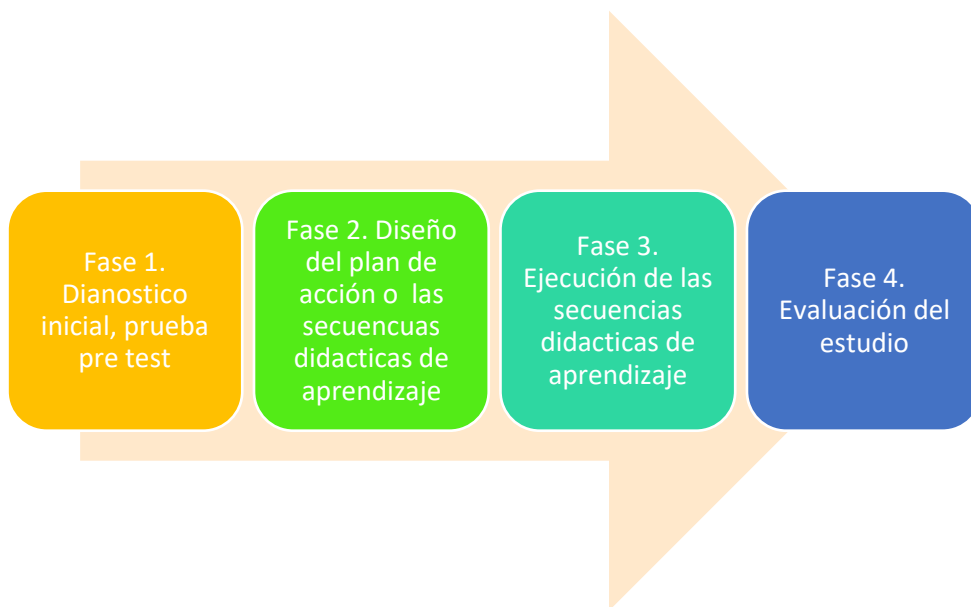 Fase 1.
Dianostico
inicial, prueba
pre test
Fase 2. Diseño
del plan de
acción o  las
secuencuas
didacticas de
aprendizaje
Fase 3.
Ejecución de las
secuencias
didacticas de
aprendizaje
Fase 4.
Evaluación del
estudio